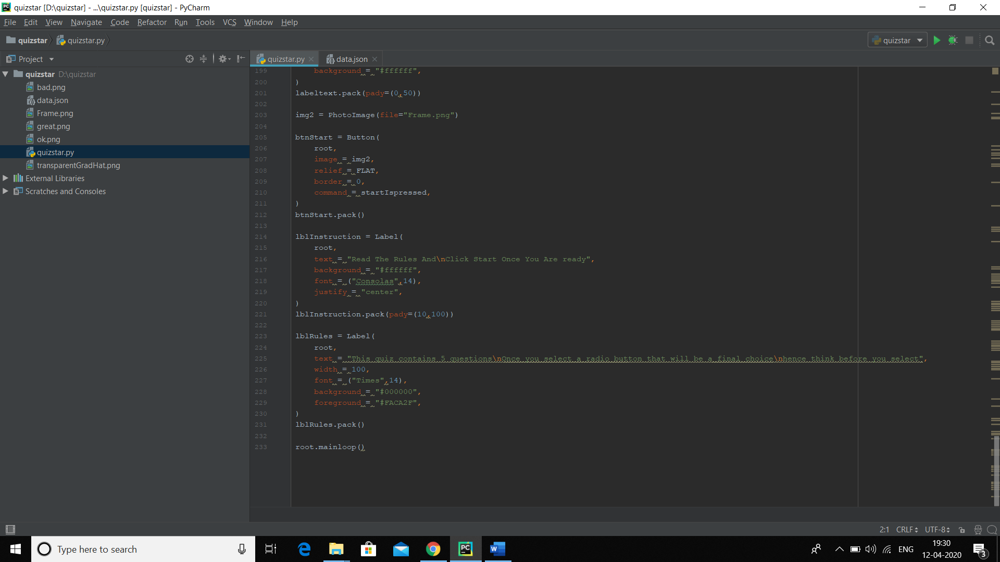 quizstar [D:\quizstar] - ...\quizstar.py [quizstar] - PyCharm
File Edit View Navigate Code Refactor Run Tools VCS Window Help
quizstar quizstar.py quizstar
Project quizstar.py data.json
quizstar D:\quizstar
bad.png
data.json
Frame.png
great.png
ok.png
quizstar.py
transparentGradHat.png
External Libraries
Scratches and Consoles
199 background = "#ffffff",
200 )
201 labeltext.pack(pady=(0,50))
202
203 img2 = PhotoImage(file="Frame.png")
204
205 btnStart = Button(
206 root,
207 image = img2,
208 relief = FLAT,
209 border = 0,
210 command = startIspressed,
211 )
212 btnStart.pack()
213
214 lblInstruction = Label(
215 root,
216 text = "Read The Rules And\nClick Start Once You Are ready",
217 background = "#ffffff",
218 font = ("Consolas",14),
219 justify = "center",
220 )
221 lblInstruction.pack(pady=(10,100))
222
223 lblRules = Label(
224 root,
225 text = "This quiz contains 5 questions\nOnce you select a radio button that will be a final choice\nhence think before you select",
226 width = 100,
227 font = ("Times",14),
228 background = "#000000",
229 foreground = "#FACA2F",
230 )
231 lblRules.pack()
232
233 root.mainloop()
2:1 CRLF UTF-8
Type here to search
PC
W
ENG
19:30
12-04-2020
3